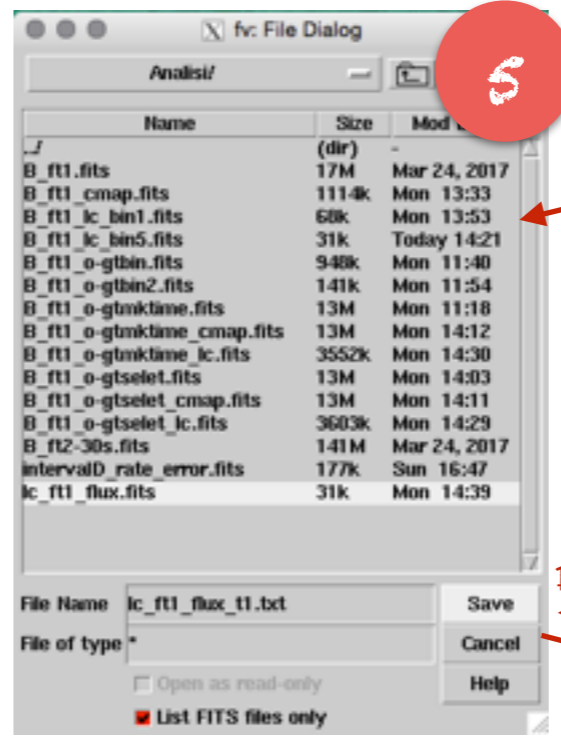 fv: File Dialog
5
Analisi/
Name Size Mod
../ (dir) -
B_ft1.fits 17M Mar 24, 2017
B_ft1_cmap.fits 1114k Mon 13:33
B_ft1_lc_bin1.fits 68k Mon 13:53
B_ft1_lc_bin5.fits 31k Today 14:21
B_ft1_o-gtbin.fits 948k Mon 11:40
B_ft1_o-gtbin2.fits 141k Mon 11:54
B_ft1_o-gtmktime.fits 13M Mon 11:18
B_ft1_o-gtmktime_cmap.fits 13M Mon 14:12
B_ft1_o-gtmktime_lc.fits 3552k Mon 14:30
B_ft1_o-gtselet.fits 13M Mon 14:03
B_ft1_o-gtselet_cmap.fits 13M Mon 14:11
B_ft1_o-gtselet_lc.fits 3603k Mon 14:29
B_ft2-30s.fits 141M Mar 24, 2017
intervalD_rate_error.fits 177k Sun 16:47
lc_ft1_flux.fits 31k Mon 14:39
File Name lc_ft1_flux_t1.txt Save
File of type * Cancel
Open as read-only Help
List FITS files only